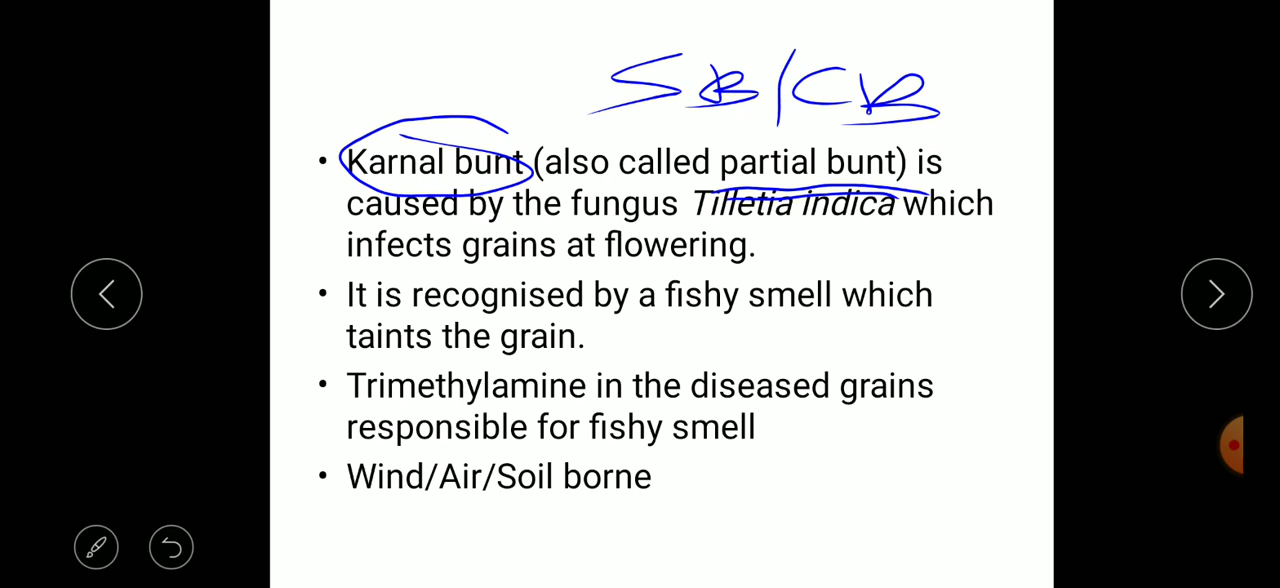 SB/CB
• Karnal bunt (also called partial bunt) is
caused by the fungus Tilletia indica which
infects grains at flowering.
• It is recognised by a fishy smell which
taints the grain.
• Trimethylamine in the diseased grains
responsible for fishy smell
• Wind/Air/Soil borne